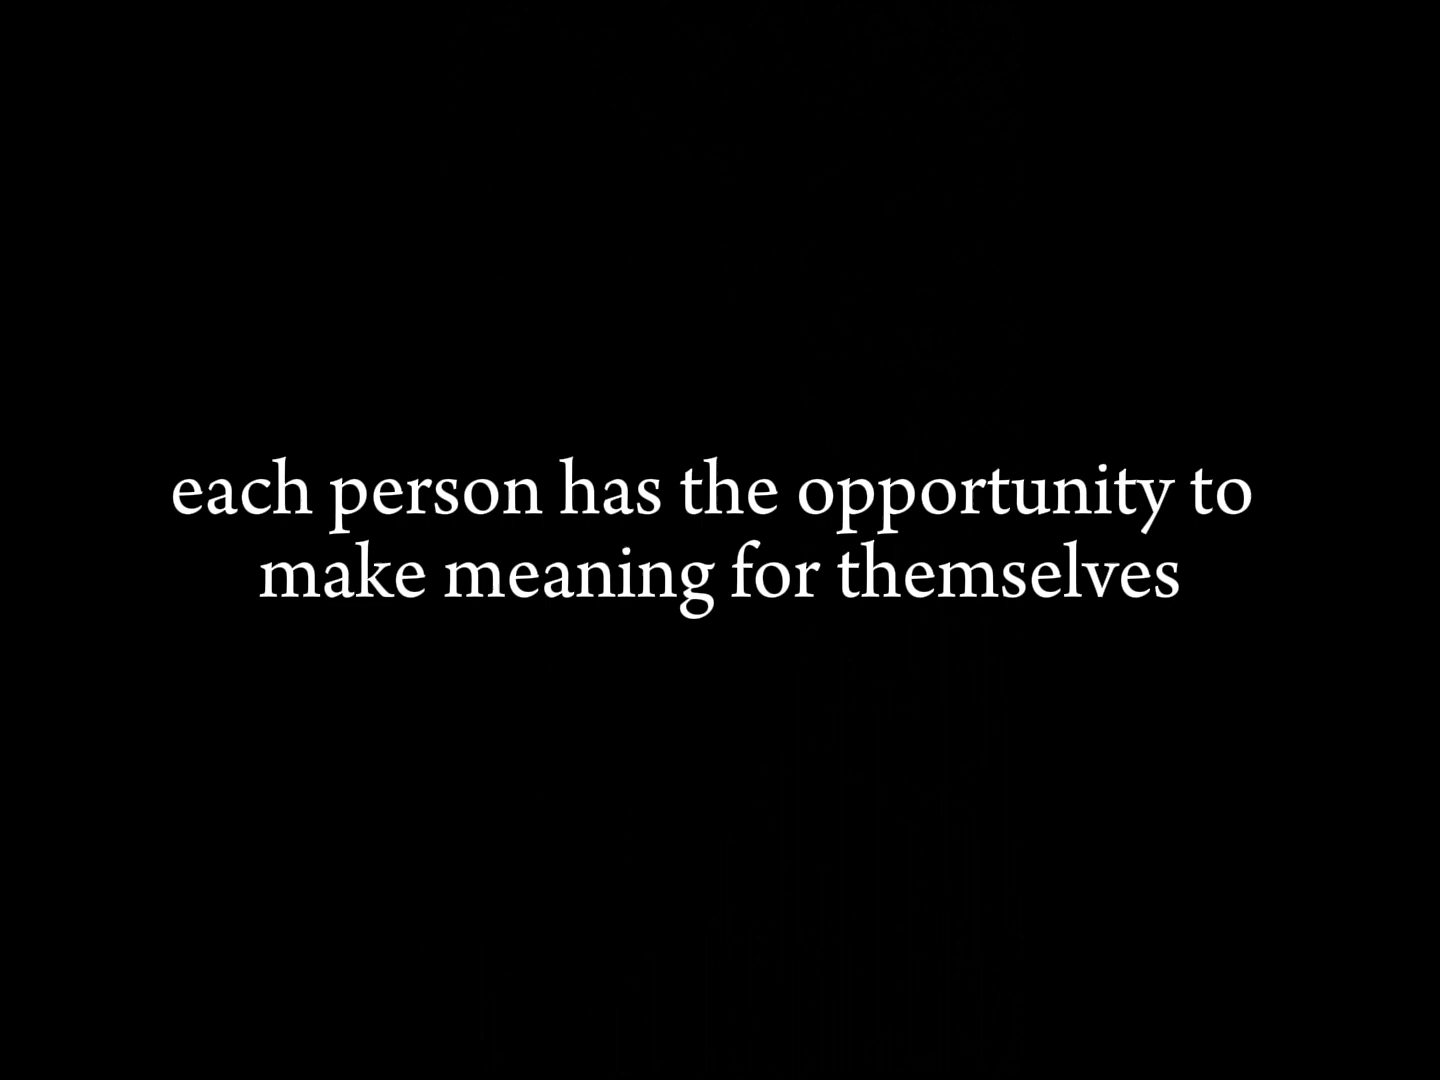 each person has the opportunity to
make meaning for themselves